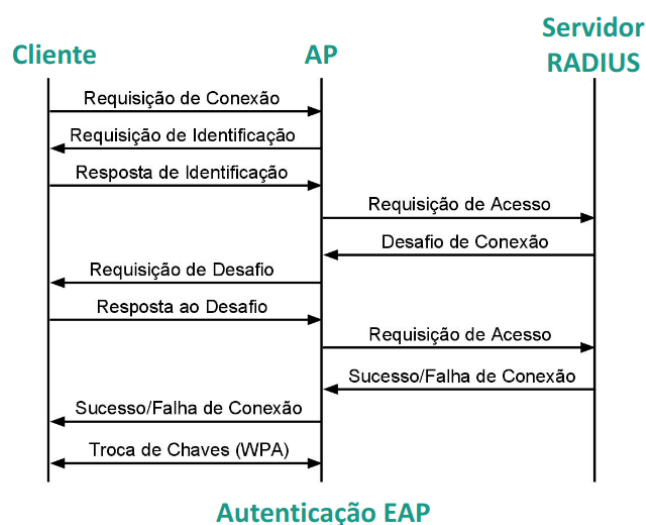 Cliente
AP
Servidor
RADIUS
Requisição de Conexão
Requisição de Identificação
Resposta de Identificação
Requisição de Acesso
Desafio de Conexão
Requisição de Desafio
Resposta ao Desafio
Requisição de Acesso
Sucesso/Falha de Conexão
Sucesso/Falha de Conexão
Troca de Chaves (WPA)
Autenticação EAP